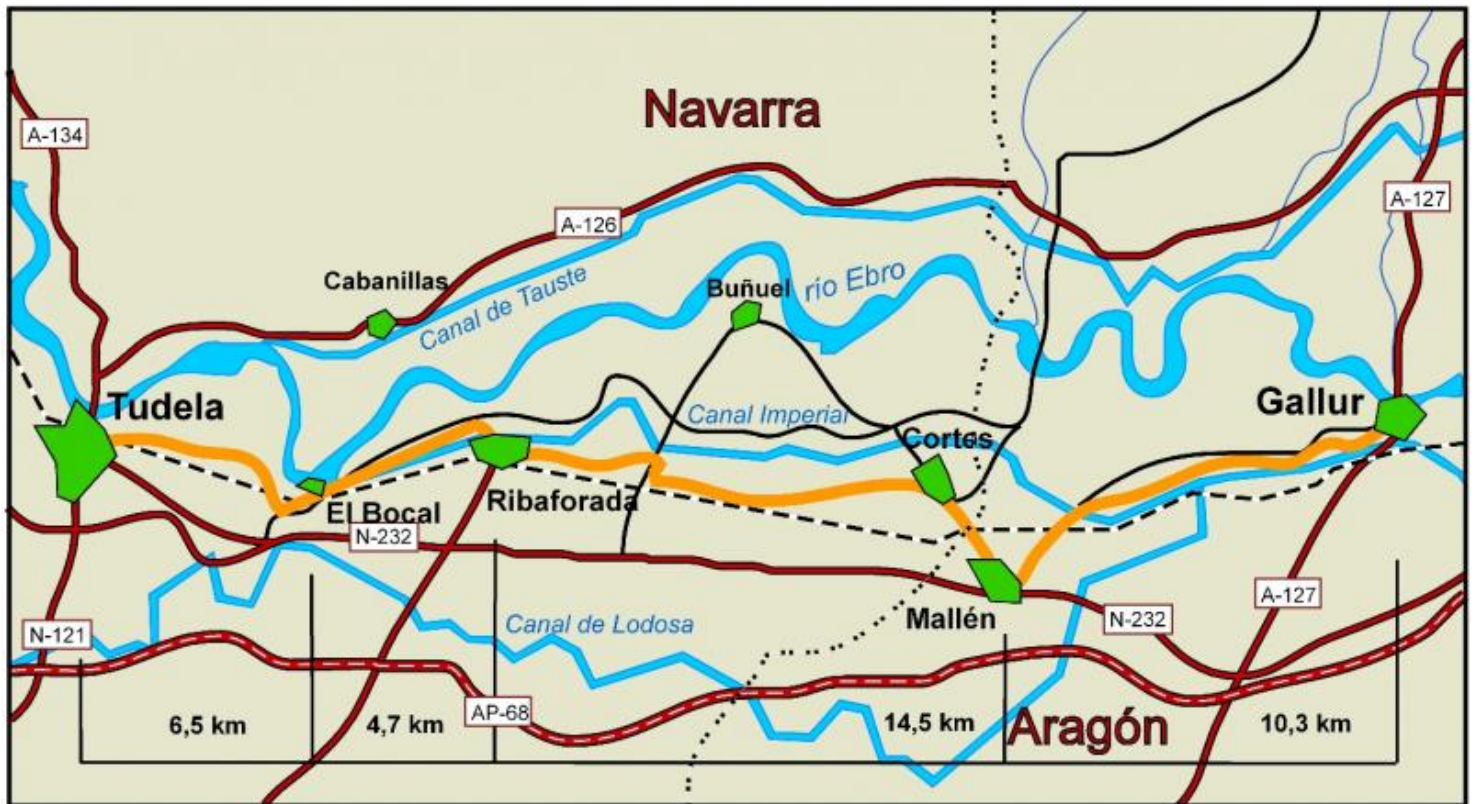 Navarra
A-134
A-127
A-126
Cabanillas
Canal de Tauste
Buñuel
río Ebro
Tudela
Gallur
Canal Imperial
Cortes
Ribaforada
El Bocal
N-232
A-127
Mallén
N-232
N-121
Canal de Lodosa
AP-68
6,5 km
4,7 km
14,5 km
Aragón
10,3 km